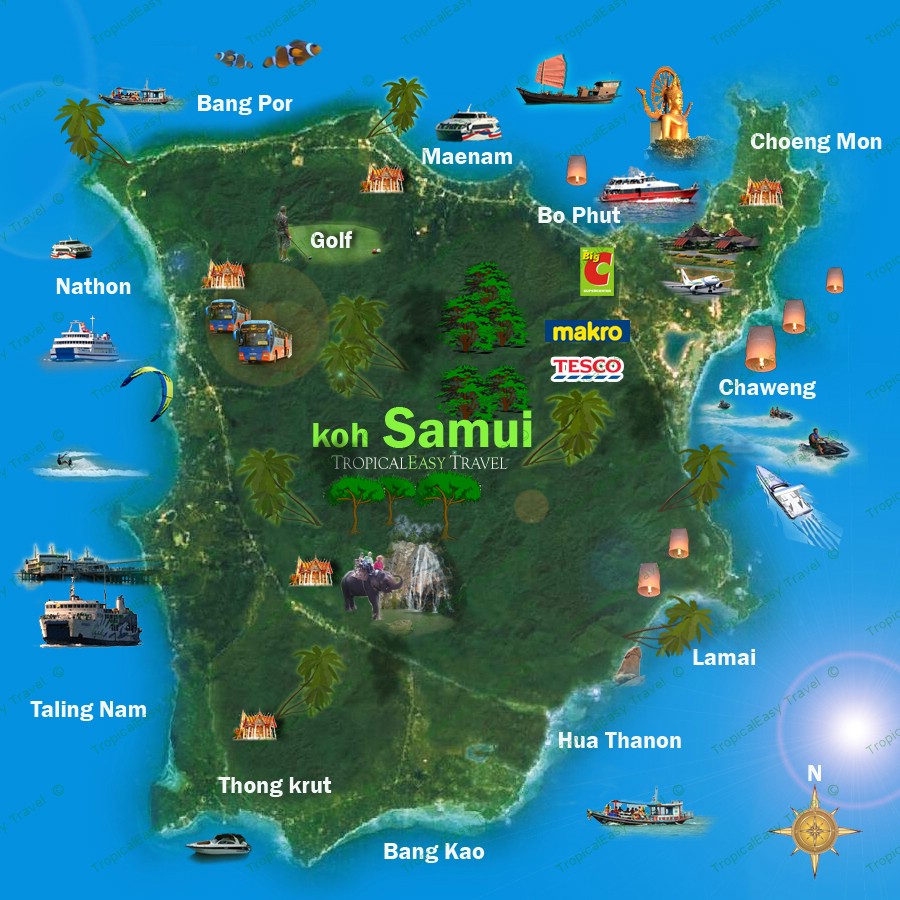 Bang Por
Maenam
Choeng Mon
Bo Phut
Golf
Nathon
Big
C
SUPERCENTER
makro
TESCO
Chaweng
koh Samui
TROPICALEASY TRAVEL
Lamai
Taling Nam
Hua Thanon
Thong krut
N
Bang Kao
TropicalEasy Travel ©